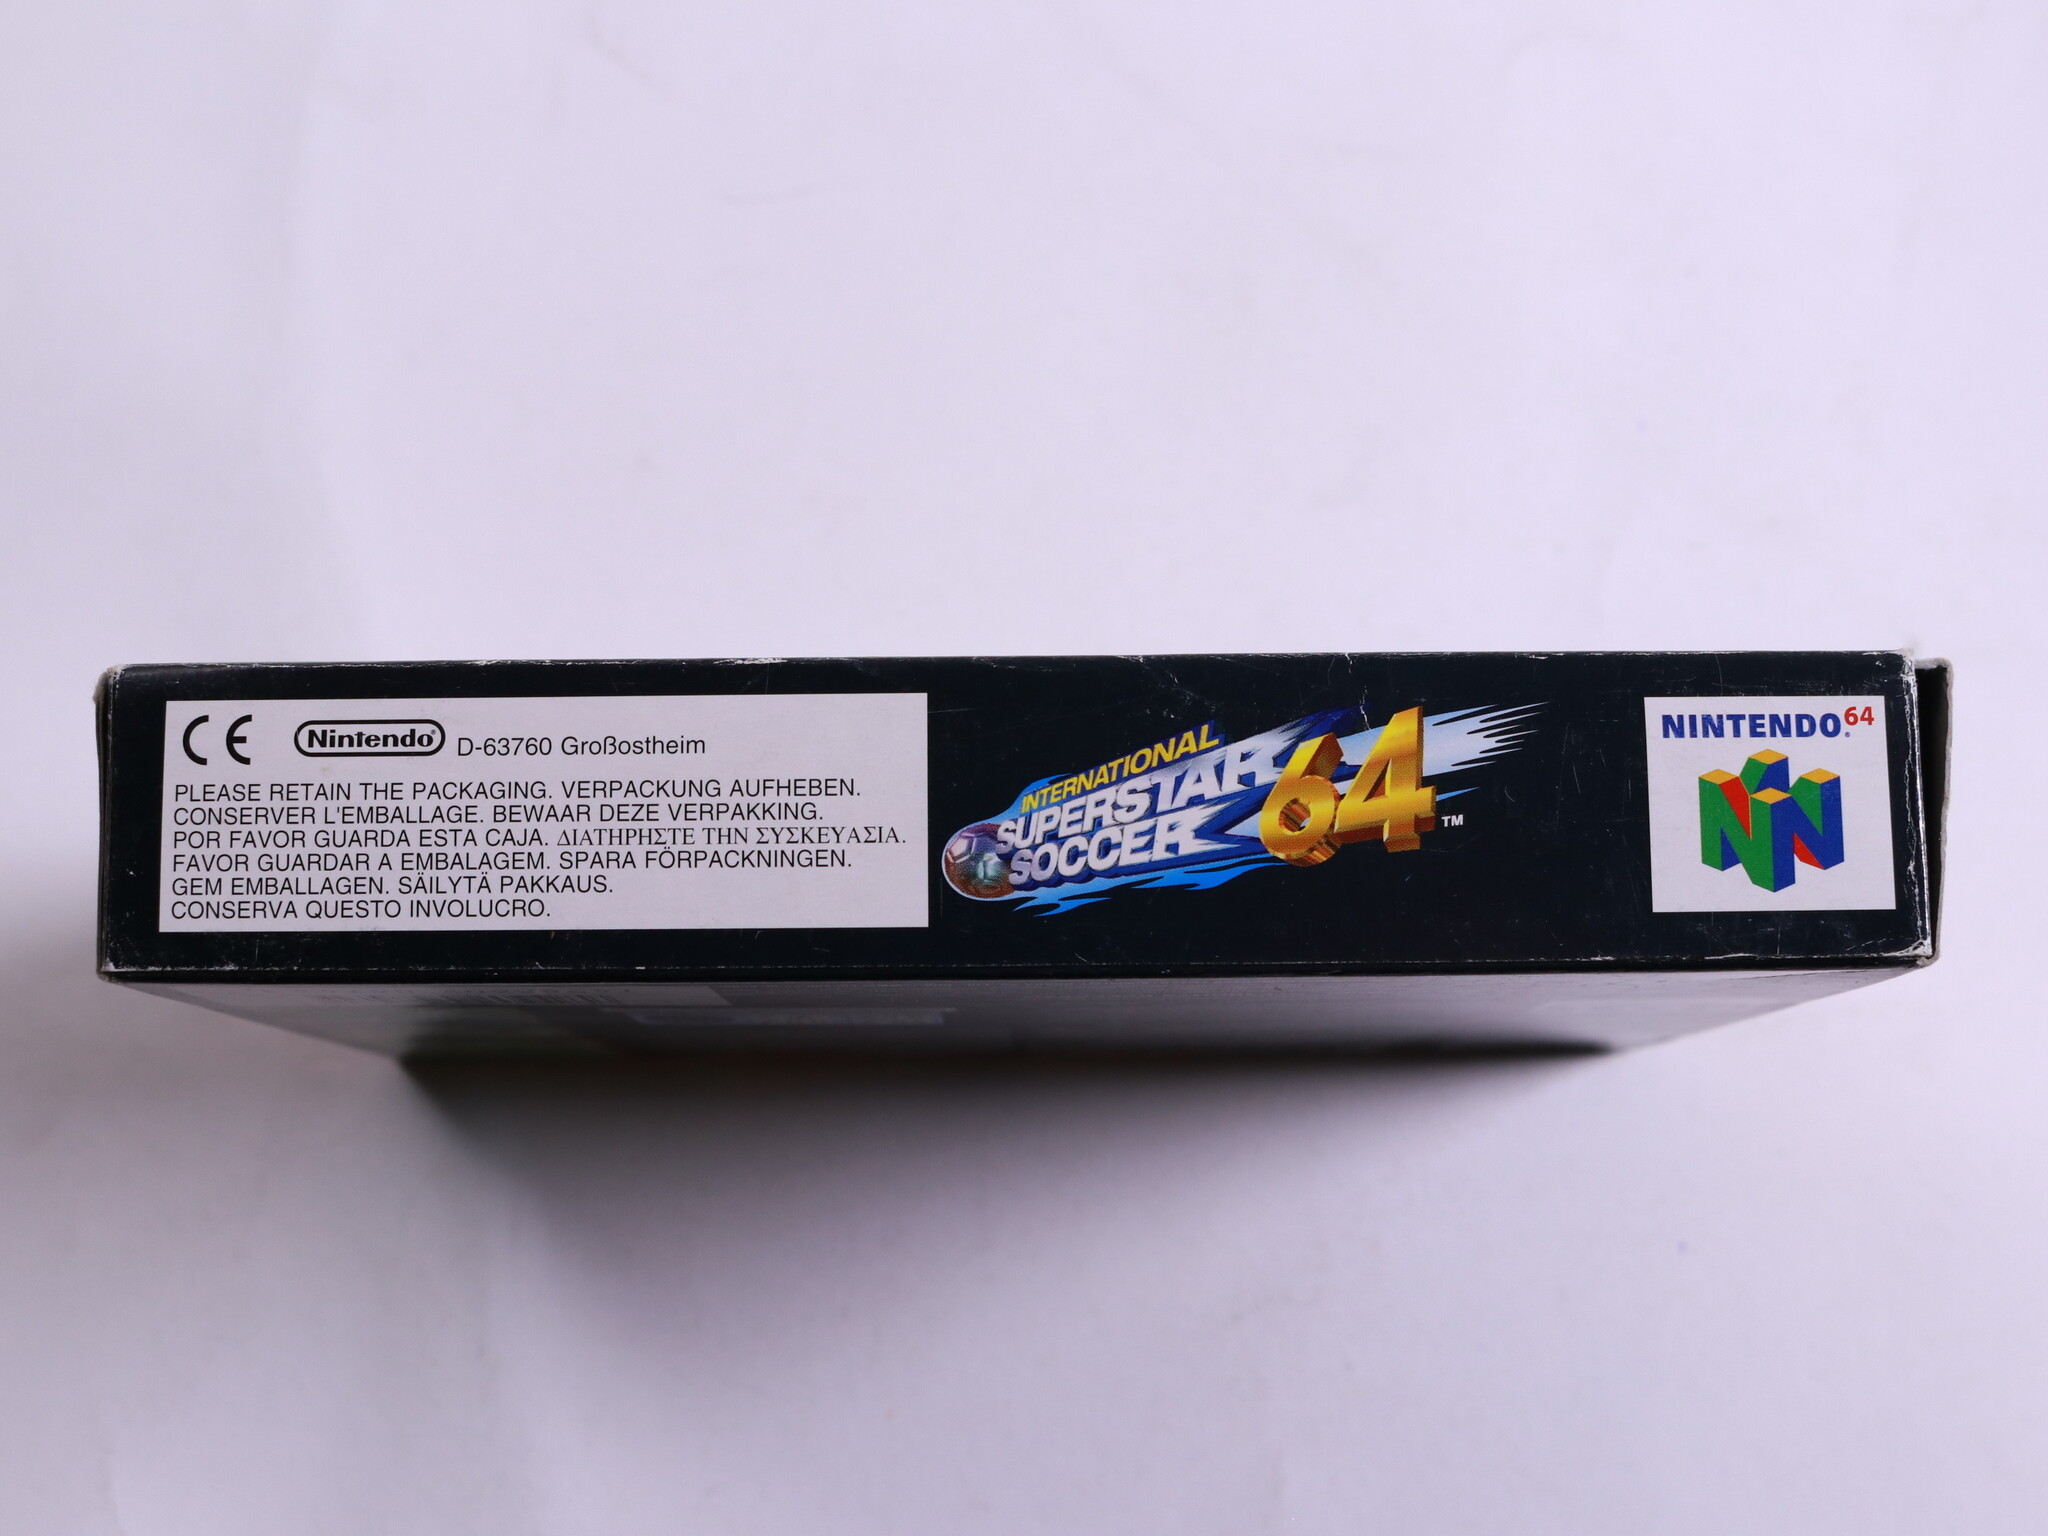 CE Nintendo® D-63760 Großostheim
PLEASE RETAIN THE PACKAGING. VERPACKUNG AUFHEBEN.
CONSERVER L'EMBALLAGE. BEWAAR DEZE VERPAKKING.
POR FAVOR GUARDA ESTA CAJA. ΔΙΑΤΗΡΗΣΤΕ ΤΗΝ ΣΥΣΚΕΥΑΣΙΑ.
FAVOR GUARDAR A EMBALAGEM. SPARA FÖRPACKNINGEN.
GEM EMBALLAGEN. SÄILYTÄ PAKKAUS.
CONSERVA QUESTO INVOLUCRO.
INTERNATIONAL
SUPERSTAR
SOCCER
64™
NINTENDO®64